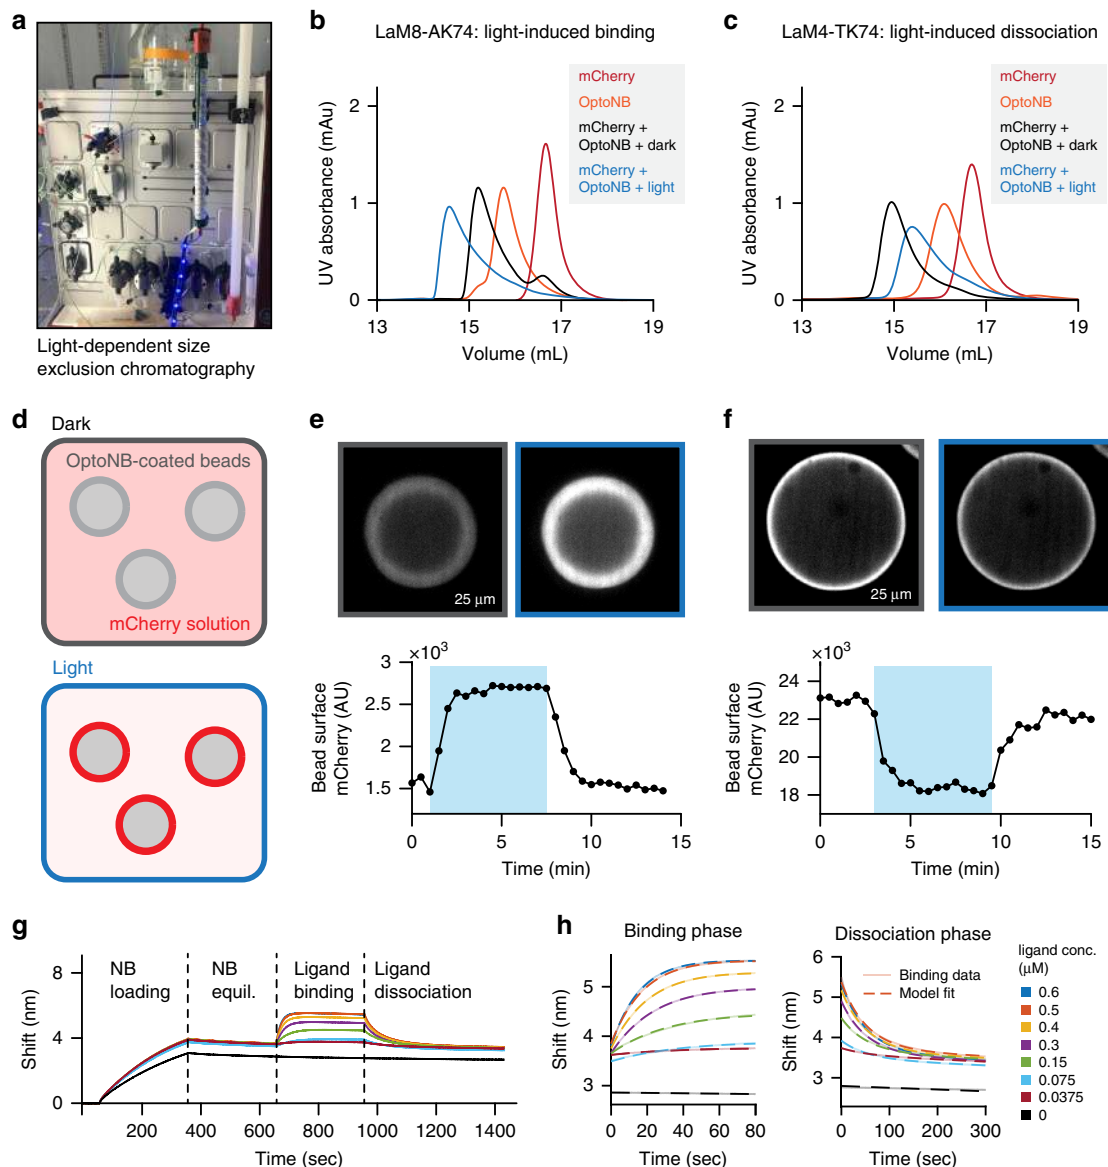 a
Light-dependent size
exclusion chromatography
b
LaM8-AK74: light-induced binding
mCherry
OptoNB
mCherry +
OptoNB + dark
mCherry +
OptoNB + light
UV absorbance (mAu)
2
1
0
13
15
17
19
Volume (mL)
c
LaM4-TK74: light-induced dissociation
mCherry
OptoNB
mCherry +
OptoNB + dark
mCherry +
OptoNB + light
UV absorbance (mAu)
2
1
0
13
15
17
19
Volume (mL)
d
Dark
OptoNB-coated beads
mCherry solution
Light
e
25 μm
×10³
Bead surface
mCherry (AU)
3
2.6
1.5
0
5
10
15
Time (min)
f
25 μm
×10³
Bead surface
mCherry (AU)
24
22
20
18
0
5
10
15
Time (min)
g
NB
loading
NB
equil.
Ligand
binding
Ligand
dissociation
Shift (nm)
8
4
0
200
400
600
800
1000
1200
1400
Time (sec)
h
Binding phase
Shift (nm)
5
4
3
0
20
40
60
80
Time (sec)
Dissociation phase
Binding data
Model fit
Shift (nm)
6
5
4
3
0
100
200
300
Time (sec)
ligand conc.
(μM)
0.6
0.5
0.4
0.3
0.15
0.075
0.0375
0